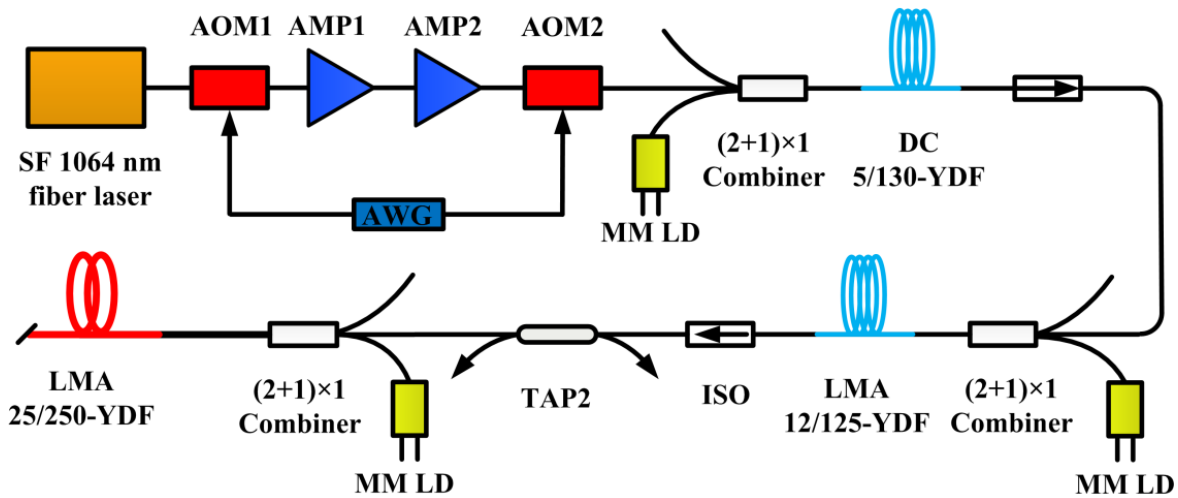 AOM1
AMP1
AMP2
AOM2
SF 1064 nm
fiber laser
AWG
MM LD
(2+1)×1
Combiner
DC
5/130-YDF
LMA
25/250-YDF
(2+1)×1
Combiner
MM LD
TAP2
ISO
LMA
12/125-YDF
(2+1)×1
Combiner
MM LD